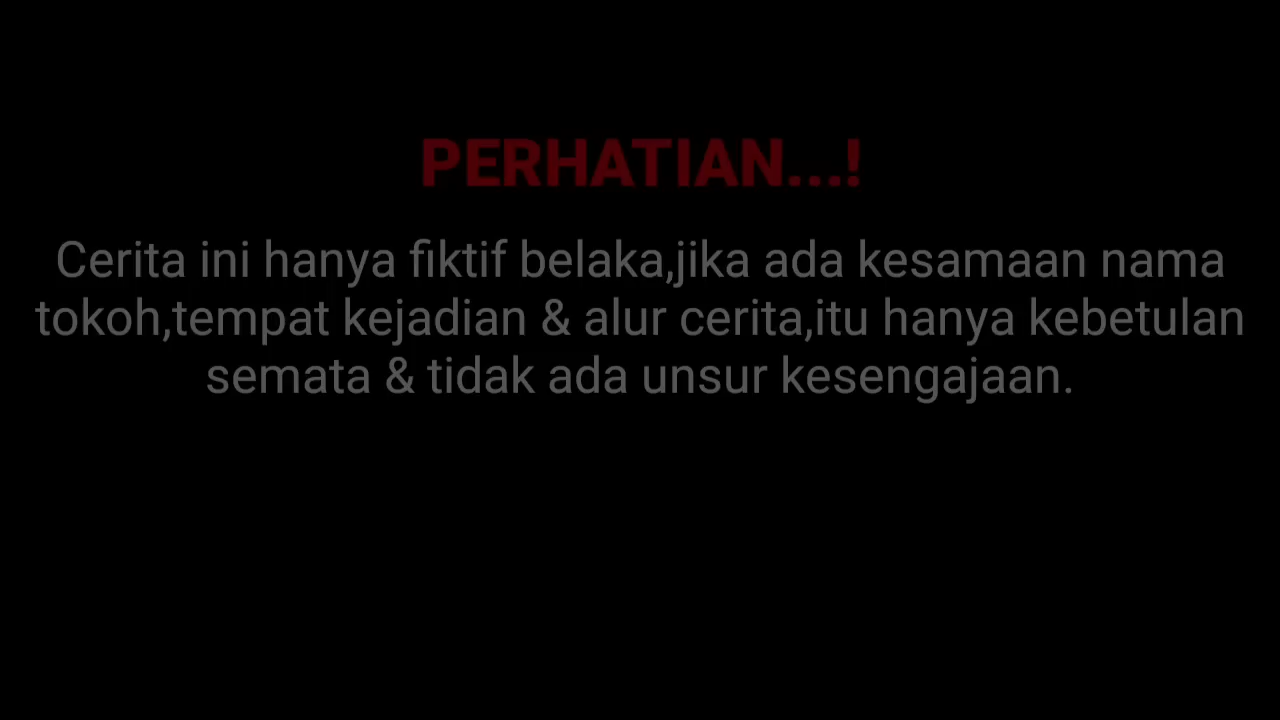 PERHATIAN...!
Cerita ini hanya fiktif belaka,jika ada kesamaan nama
tokoh,tempat kejadian & alur cerita,itu hanya kebetulan
semata & tidak ada unsur kesengajaan.